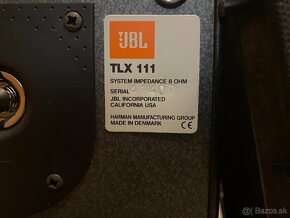 JBL
TLX 111
SYSTEM IMPEDANCE 8 OHM
SERIAL
JBL INCORPORATED
CALIFORNIA USA
HARMAN MANUFACTURING GROUP
MADE IN DENMARK
Bazos.sk